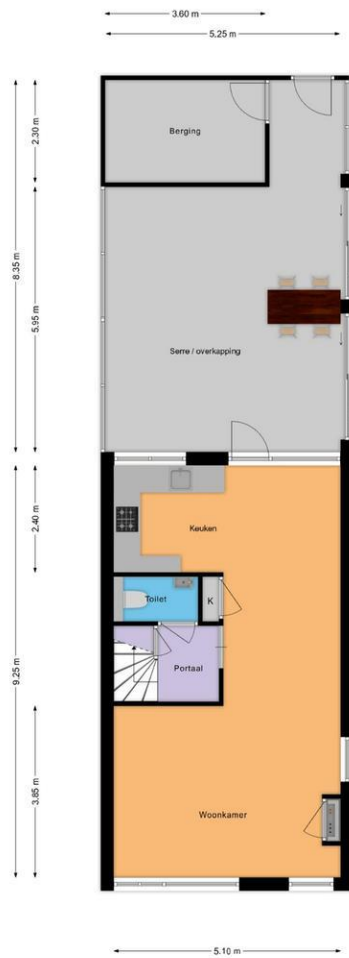 3.60 m
5.25 m
2.30 m
8.35 m
5.95 m
Berging
Serre / overkapping
Keuken
2.40 m
Toilet
K
Portaal
9.25 m
3.85 m
Woonkamer
5.10 m